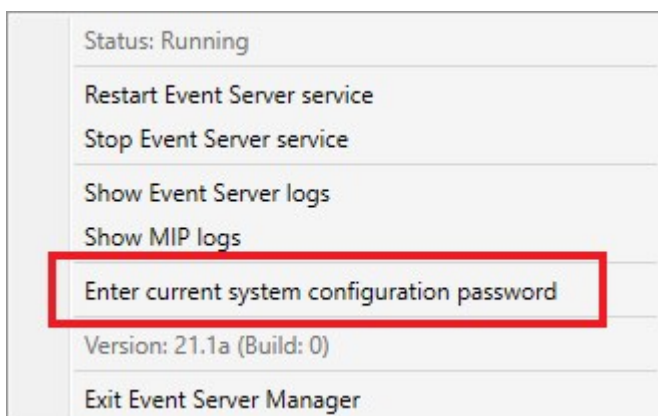 Status: Running
Restart Event Server service
Stop Event Server service
Show Event Server logs
Show MIP logs
Enter current system configuration password
Version: 21.1a (Build: 0)
Exit Event Server Manager